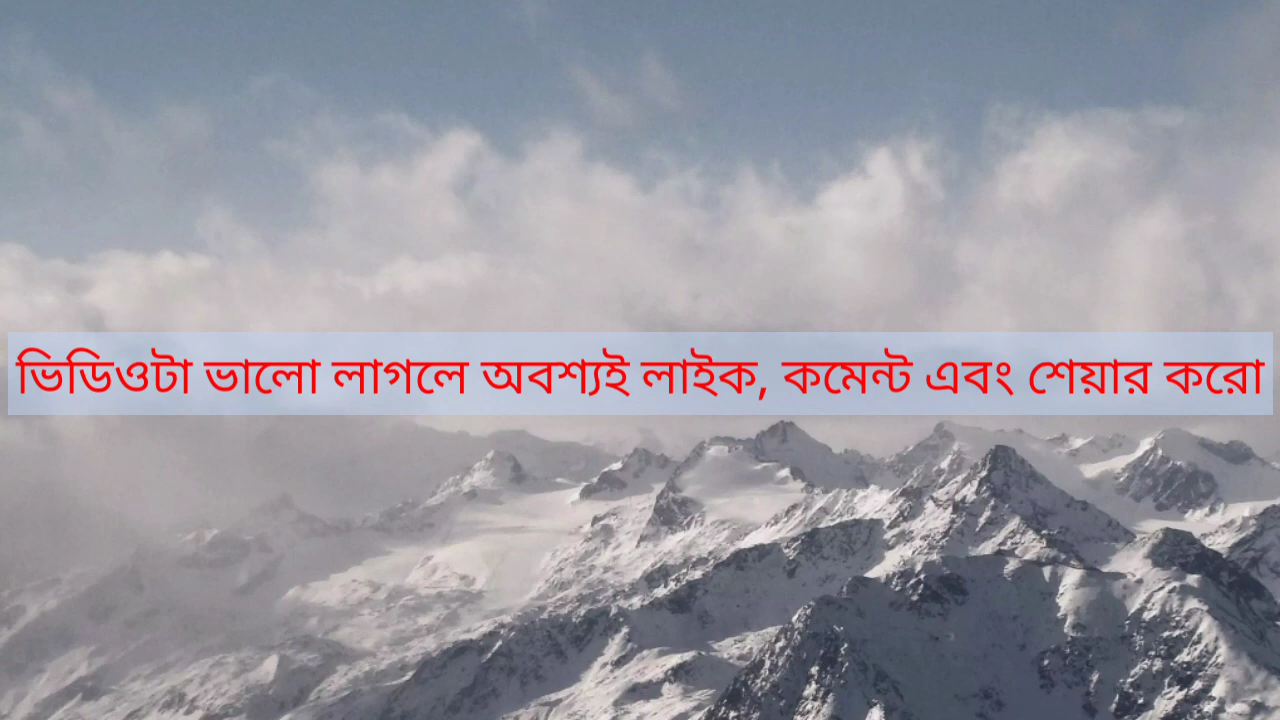 ভিডিওটা ভালো লাগলে অবশ্যই লাইক, কমেন্ট এবং শেয়ার করো